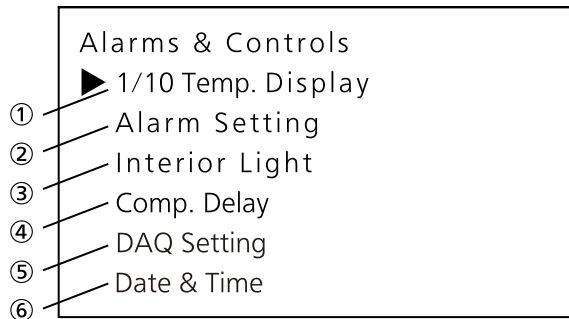 Alarms & Controls
▶ 1/10 Temp. Display
① Alarm Setting
② Interior Light
③ Comp. Delay
④ DAQ Setting
⑤ Date & Time
⑥